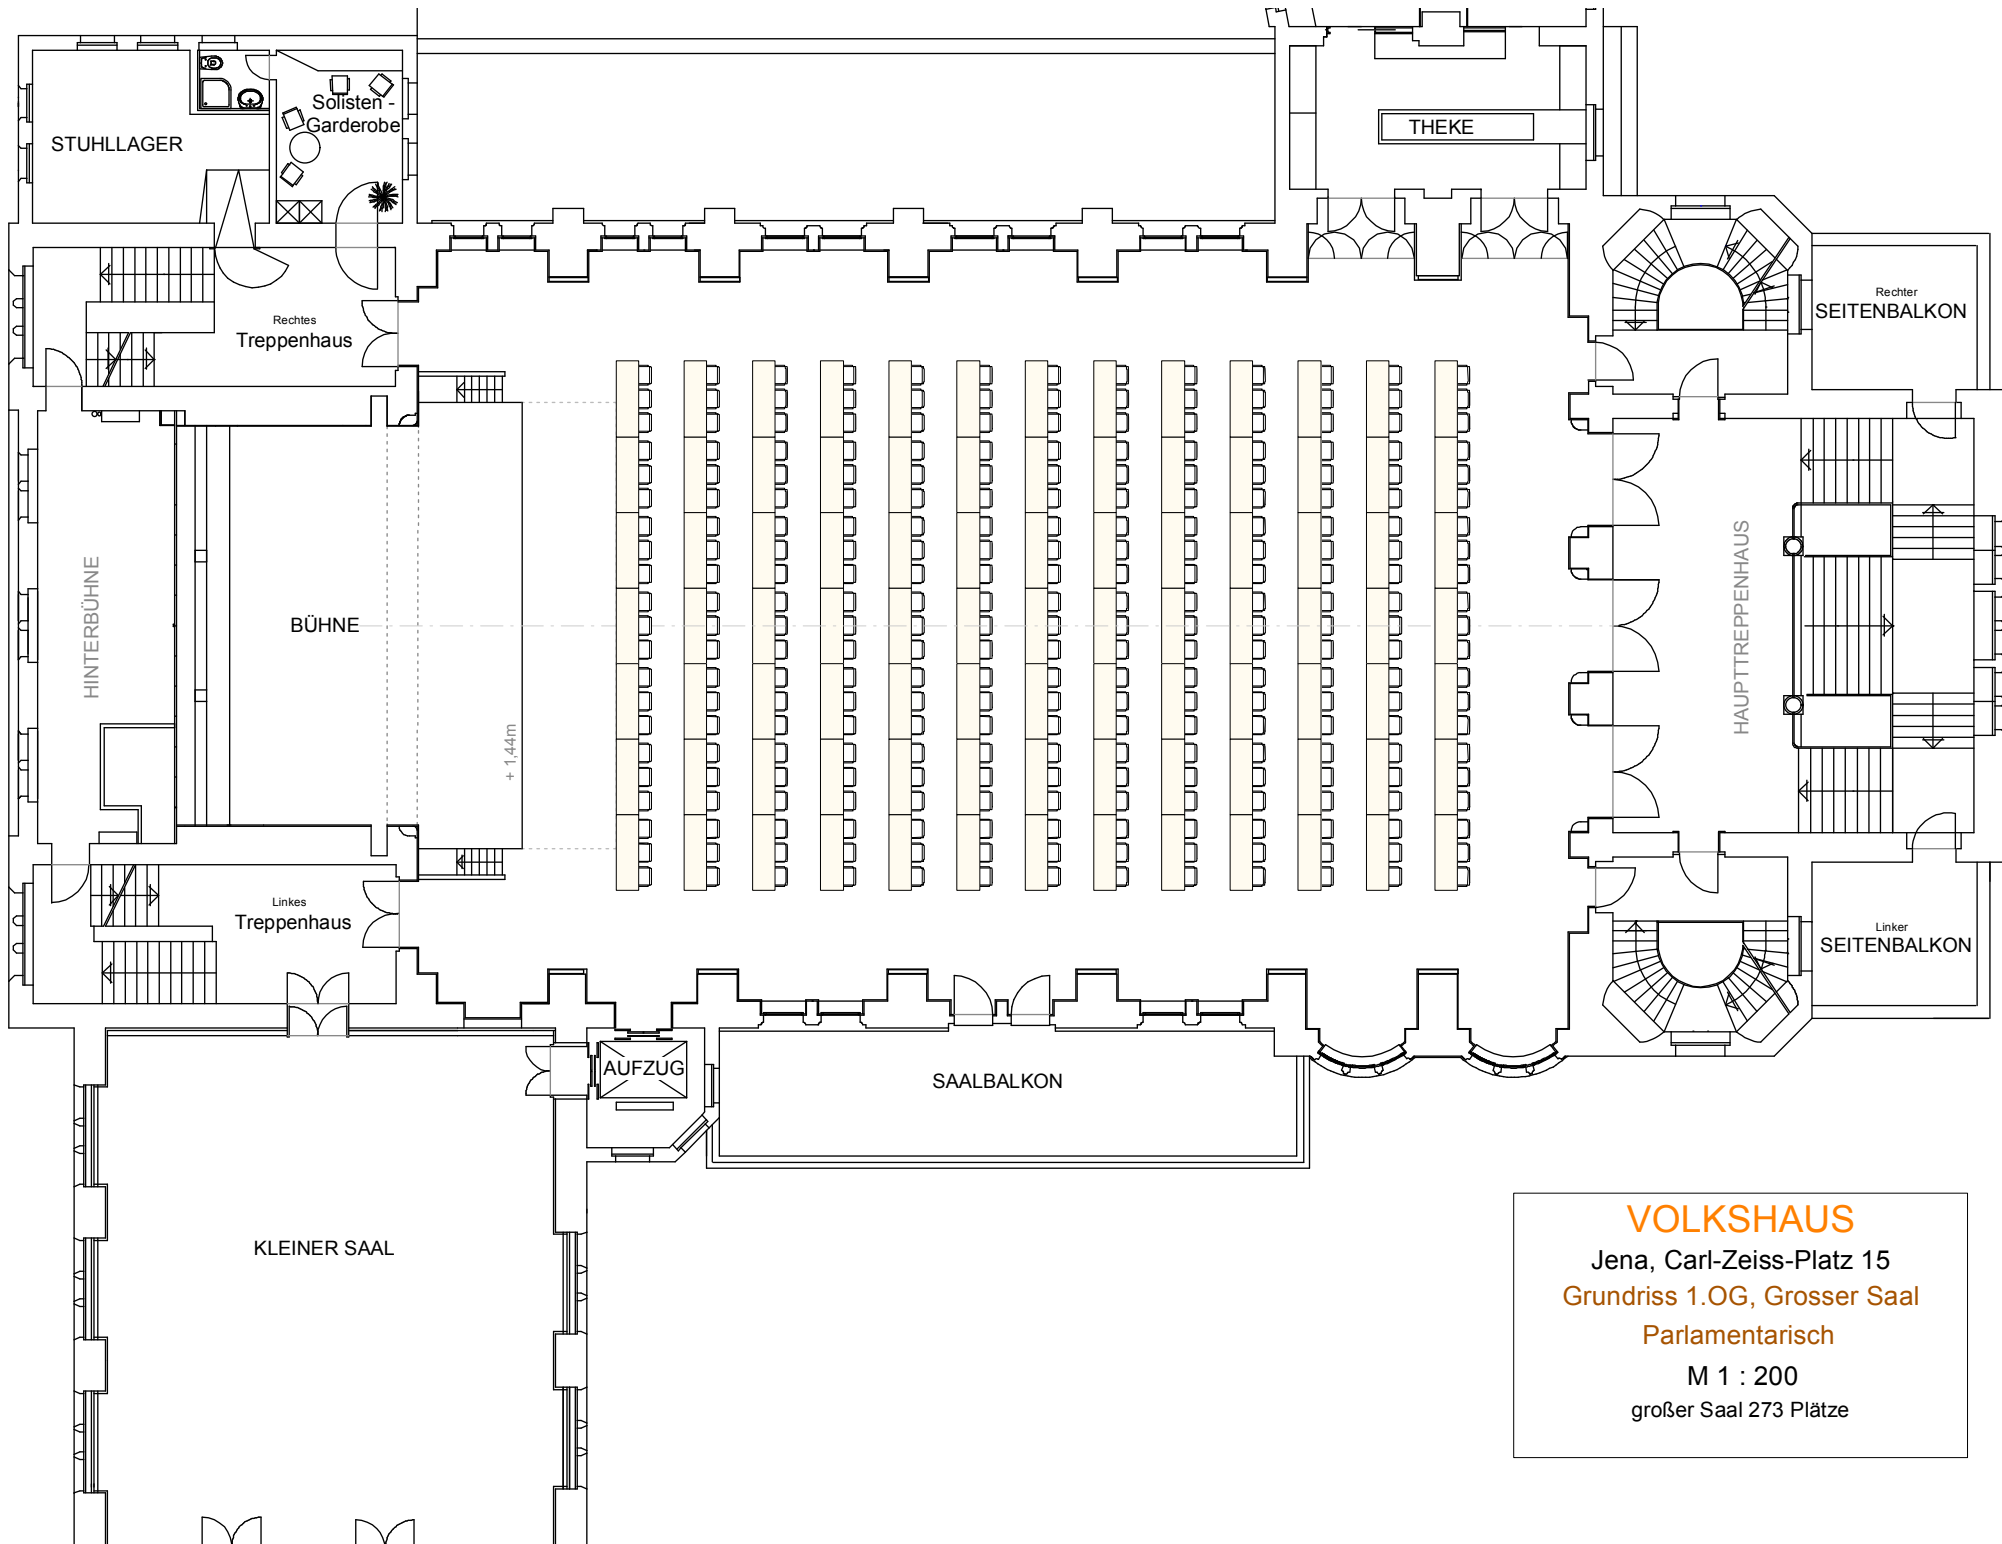 STUHLLAGER
Solisten -
Garderobe
THEKE
Rechtes
Treppenhaus
Rechter
SEITENBALKON
HINTERBÜHNE
BÜHNE
+ 1,44m
HAUPTTREPPENHAUS
Linkes
Treppenhaus
Linker
SEITENBALKON
AUFZUG
SAALBALKON
KLEINER SAAL
VOLKSHAUS
Jena, Carl-Zeiss-Platz 15
Grundriss 1.OG, Grosser Saal
Parlamentarisch
M 1 : 200
großer Saal 273 Plätze